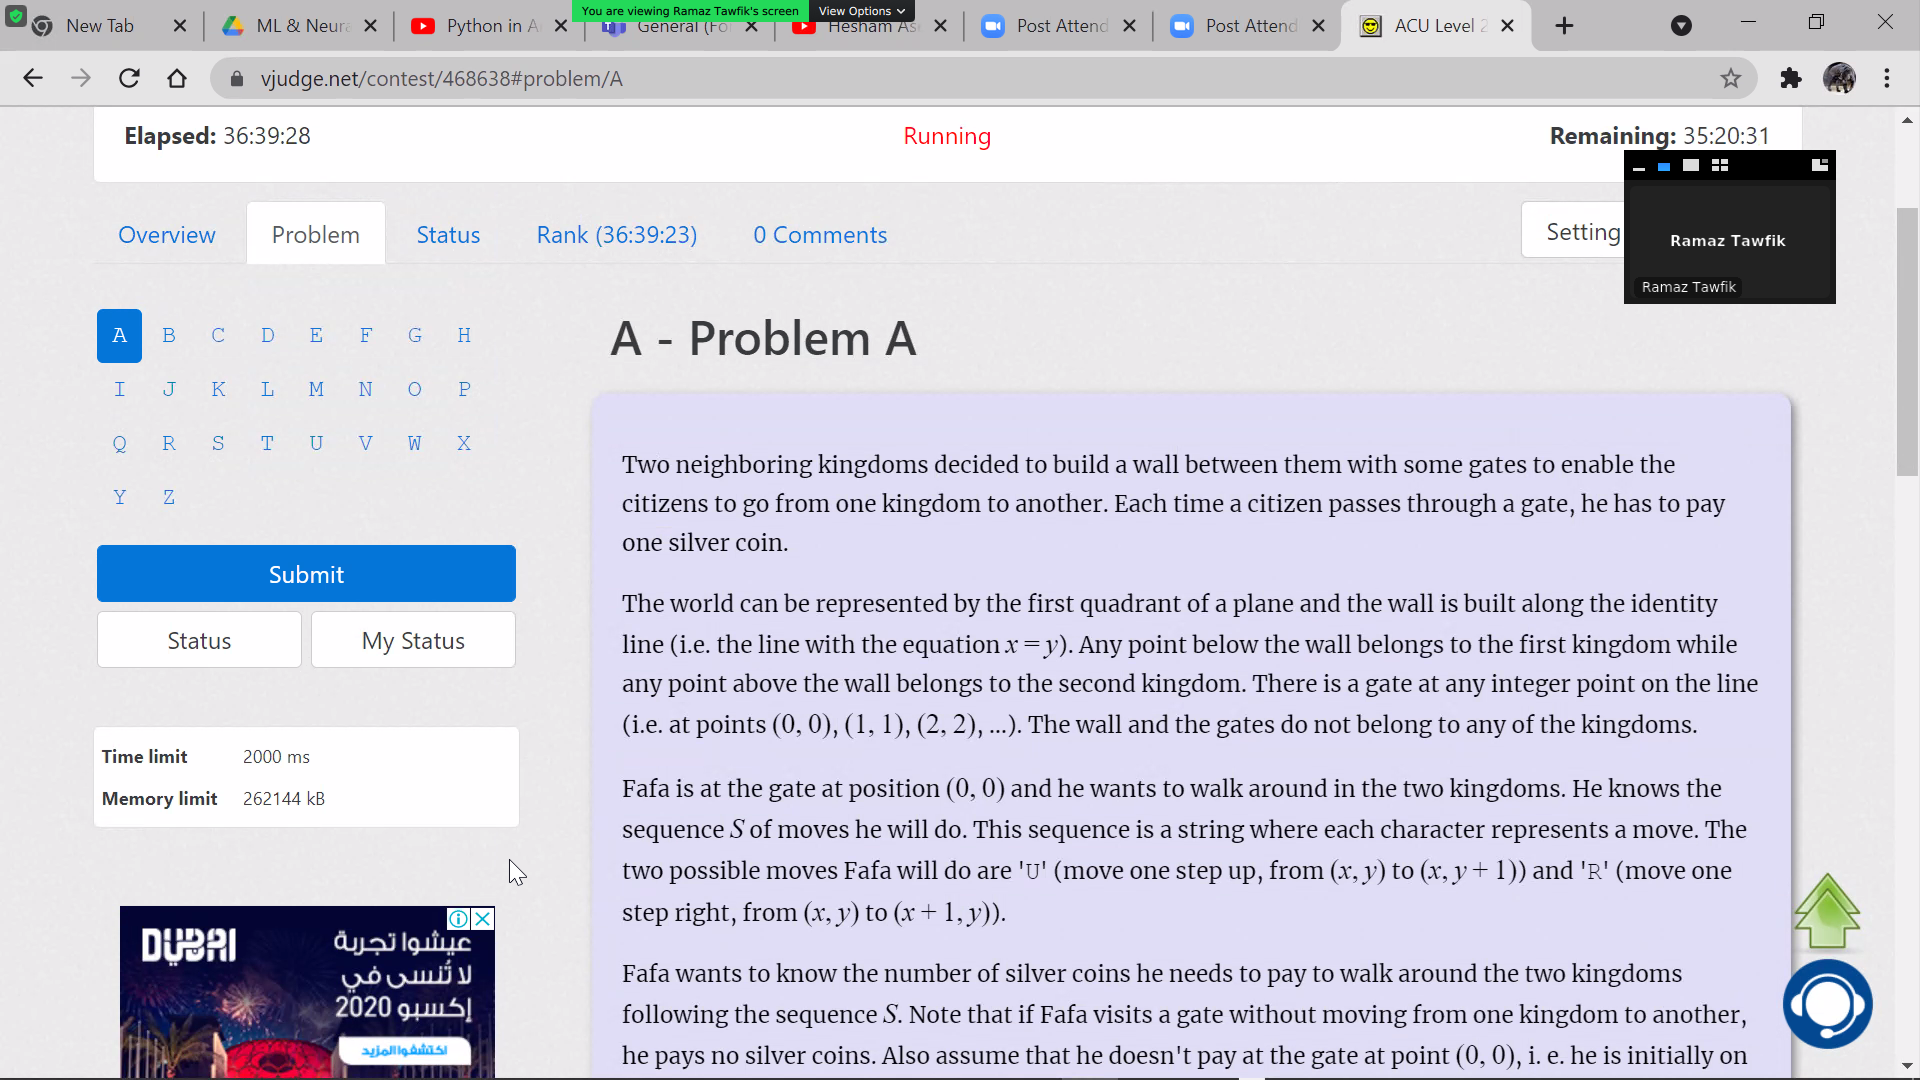 New Tab
ML & Neura
Python in A
General (Fo
Hesham As
Post Attend
Post Attend
ACU Level 2
You are viewing Ramaz Tawfik's screen
View Options
vjudge.net/contest/468638#problem/A
Elapsed: 36:39:28
Running
Remaining: 35:20:31
Overview
Problem
Status
Rank (36:39:23)
0 Comments
Setting
Ramaz Tawfik
Ramaz Tawfik
A B C D E F G H
I J K L M N O P
Q R S T U V W X
Y Z
Submit
Status
My Status
Time limit 2000 ms
Memory limit 262144 kB
DUBAI
عيشوا تجربة
لا تُنسى في
إكسبو 2020
اكتشفوا المزيد
A - Problem A
Two neighboring kingdoms decided to build a wall between them with some gates to enable the
citizens to go from one kingdom to another. Each time a citizen passes through a gate, he has to pay
one silver coin.
The world can be represented by the first quadrant of a plane and the wall is built along the identity
line (i.e. the line with the equation x = y). Any point below the wall belongs to the first kingdom while
any point above the wall belongs to the second kingdom. There is a gate at any integer point on the line
(i.e. at points (0, 0), (1, 1), (2, 2), ...). The wall and the gates do not belong to any of the kingdoms.
Fafa is at the gate at position (0, 0) and he wants to walk around in the two kingdoms. He knows the
sequence S of moves he will do. This sequence is a string where each character represents a move. The
two possible moves Fafa will do are 'U' (move one step up, from (x, y) to (x, y + 1)) and 'R' (move one
step right, from (x, y) to (x + 1, y)).
Fafa wants to know the number of silver coins he needs to pay to walk around the two kingdoms
following the sequence S. Note that if Fafa visits a gate without moving from one kingdom to another,
he pays no silver coins. Also assume that he doesn't pay at the gate at point (0, 0), i. e. he is initially on